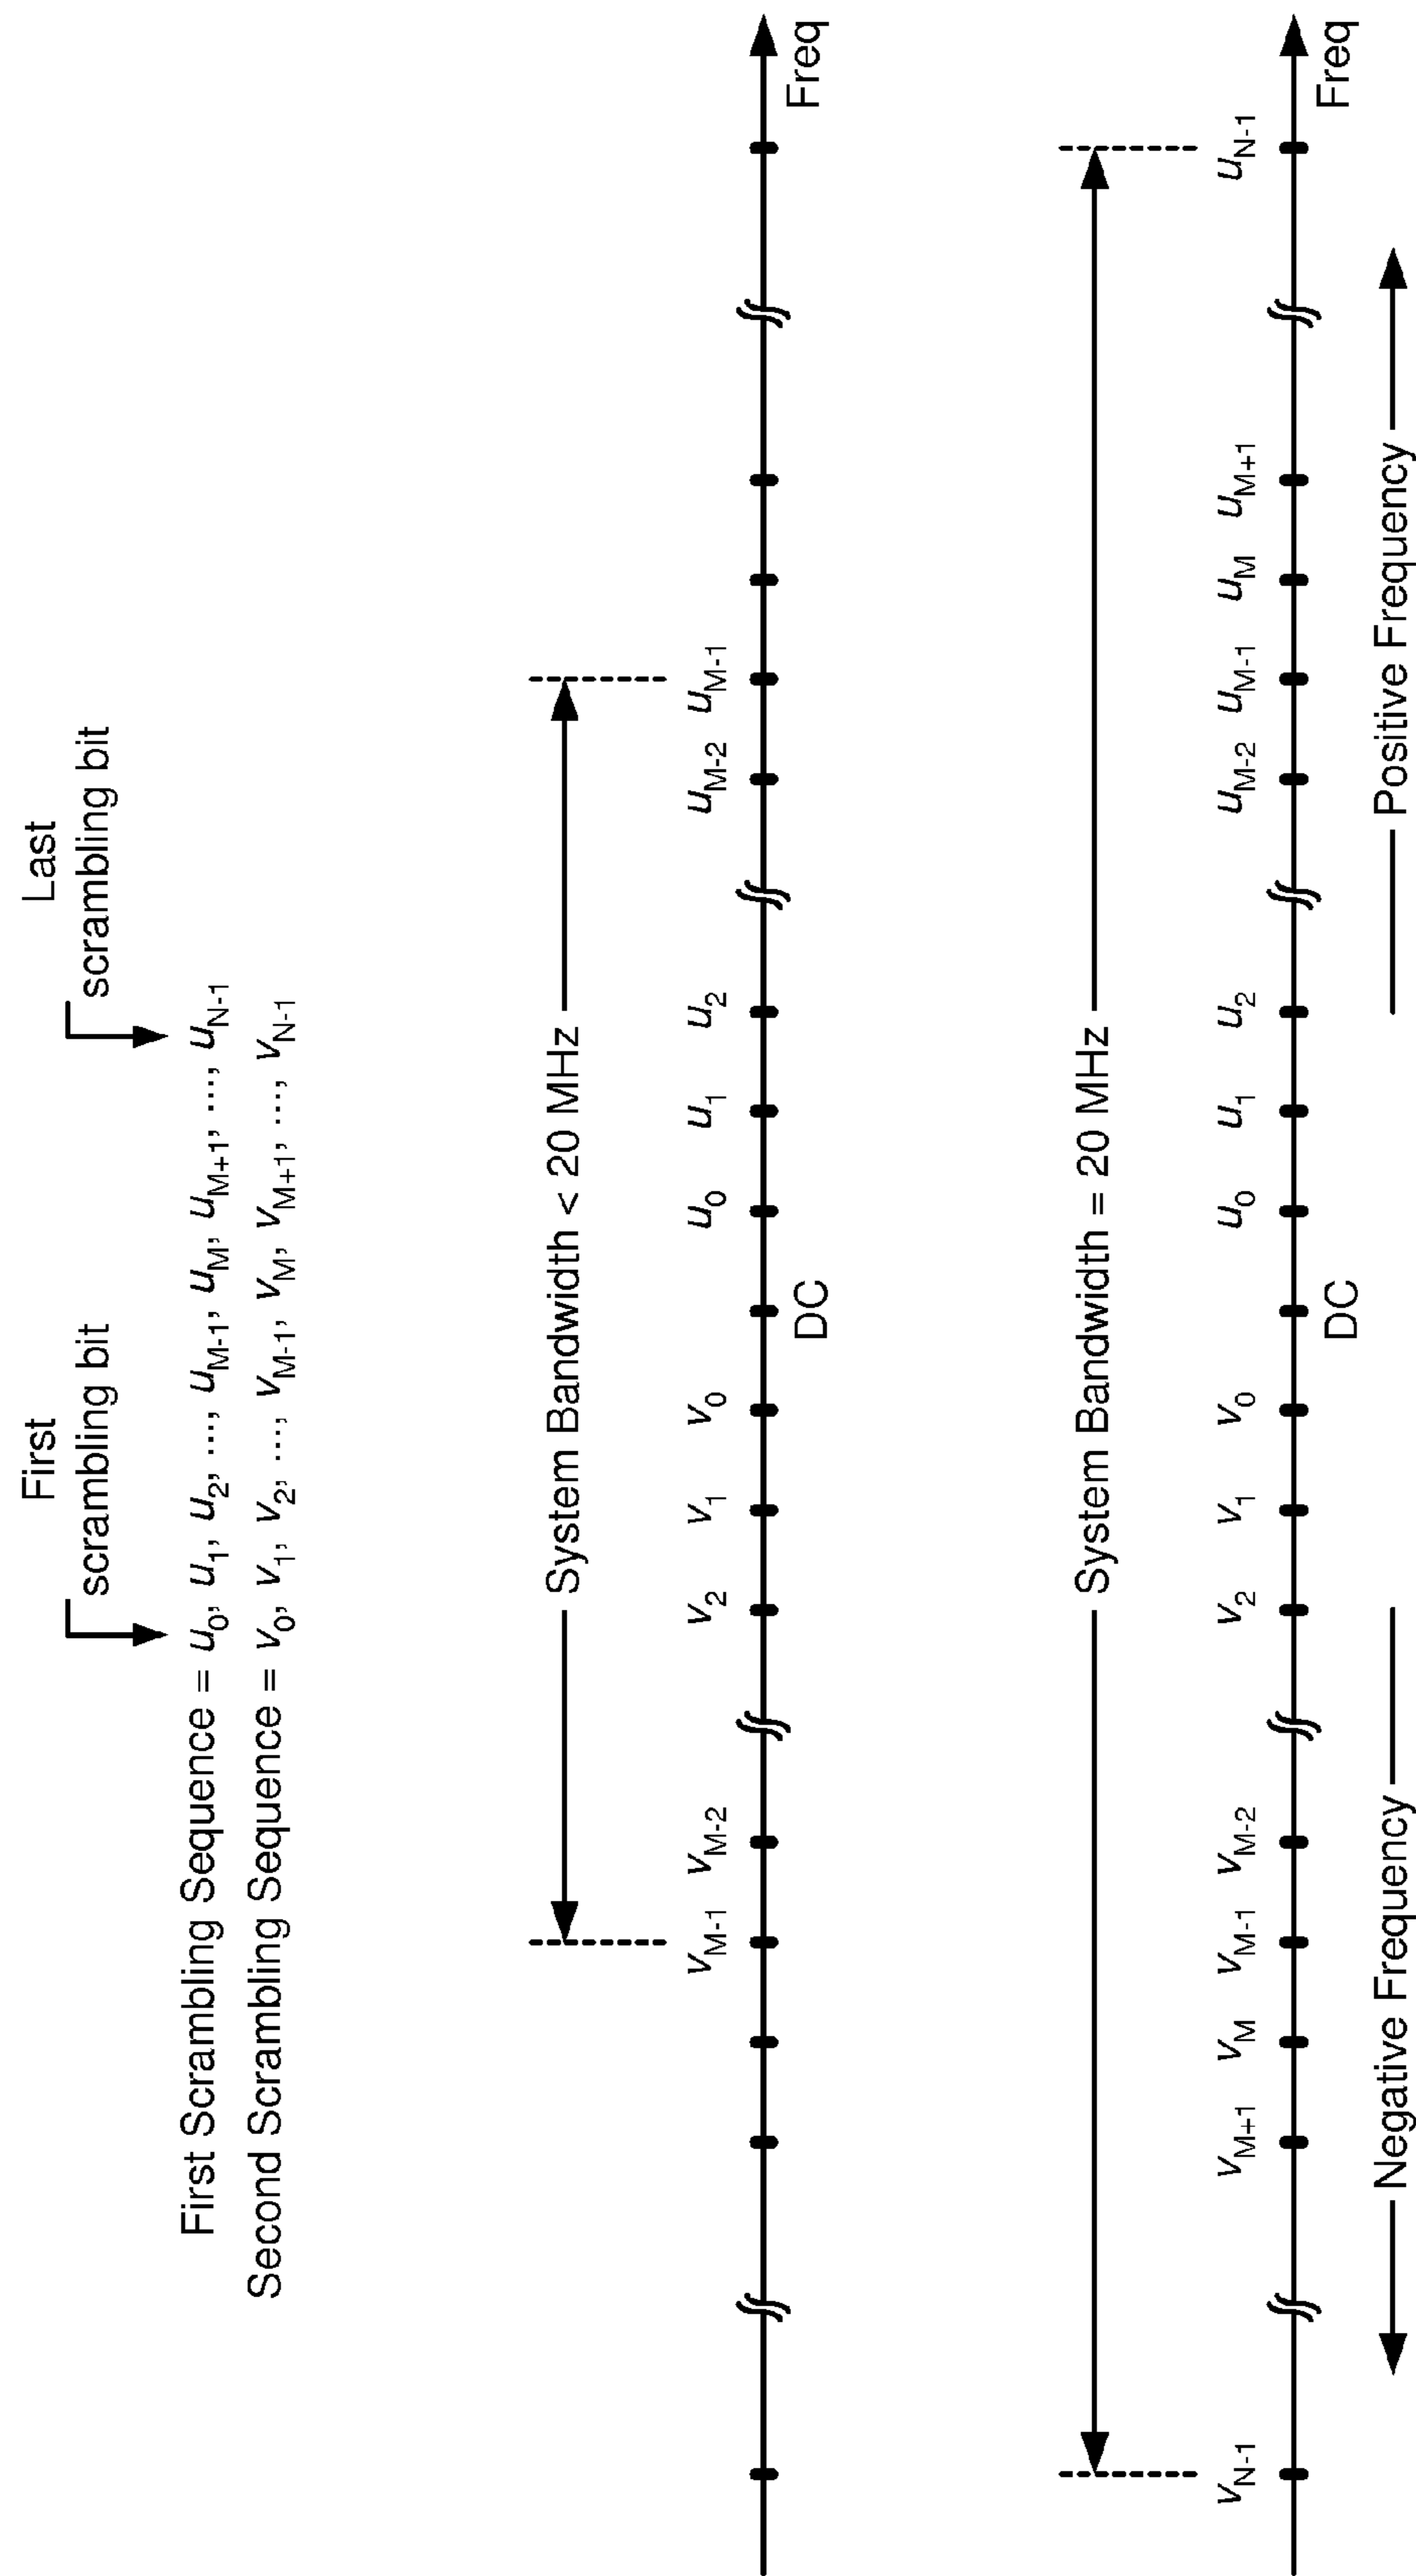 First
scrambling bit
Last
scrambling bit
First Scrambling Sequence = u0, u1, u2, ..., uM-1, uM, uM+1, ..., uN-1
Second Scrambling Sequence = v0, v1, v2, ..., vM-1, vM, vM+1, ..., vN-1
System Bandwidth < 20 MHz
vM-1 vM-2 v2 v1 v0 u0 u1 u2 uM-2 uM-1
DC Freq
System Bandwidth = 20 MHz
vN-1 vM+1 vM vM-1 vM-2 v2 v1 v0 u0 u1 u2 uM-2 uM-1 uM uM+1 uN-1
DC Freq
Negative Frequency Positive Frequency